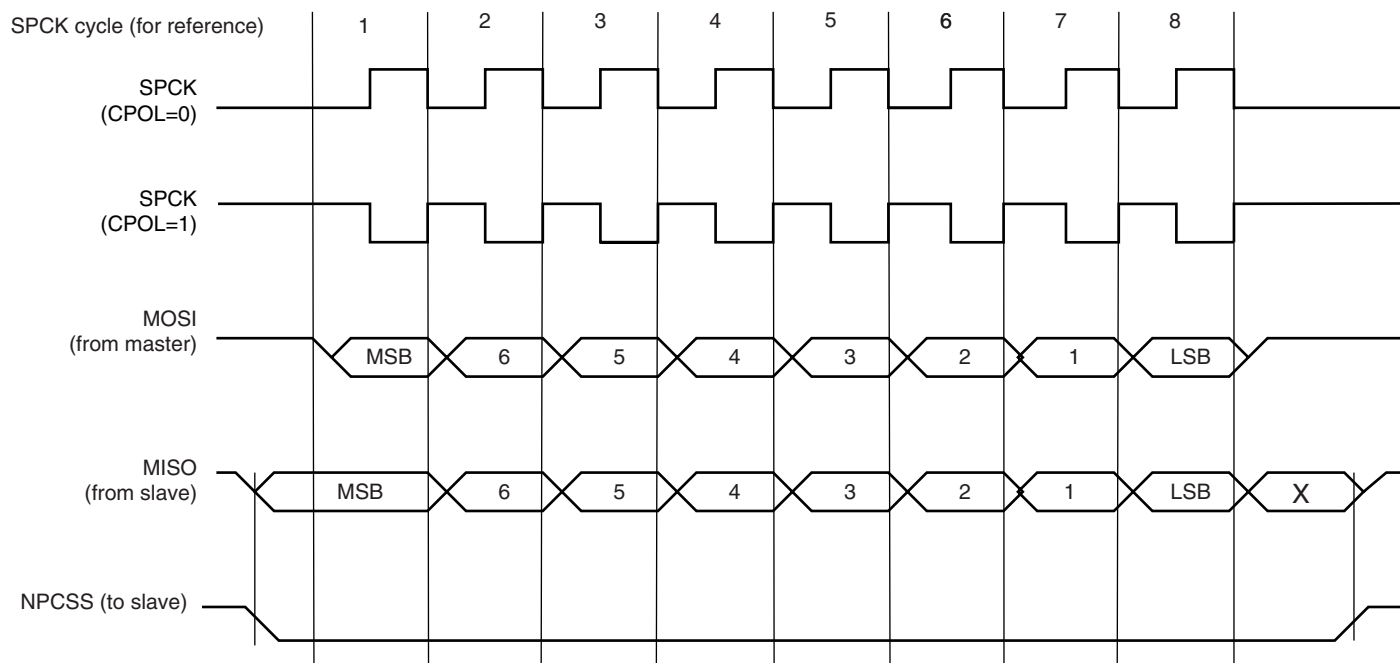 SPCK cycle (for reference)
1 2 3 4 5 6 7 8
SPCK
(CPOL=0)
SPCK
(CPOL=1)
MOSI
(from master)
MSB 6 5 4 3 2 1 LSB
MISO
(from slave)
MSB 6 5 4 3 2 1 LSB X
NPCSS (to slave)